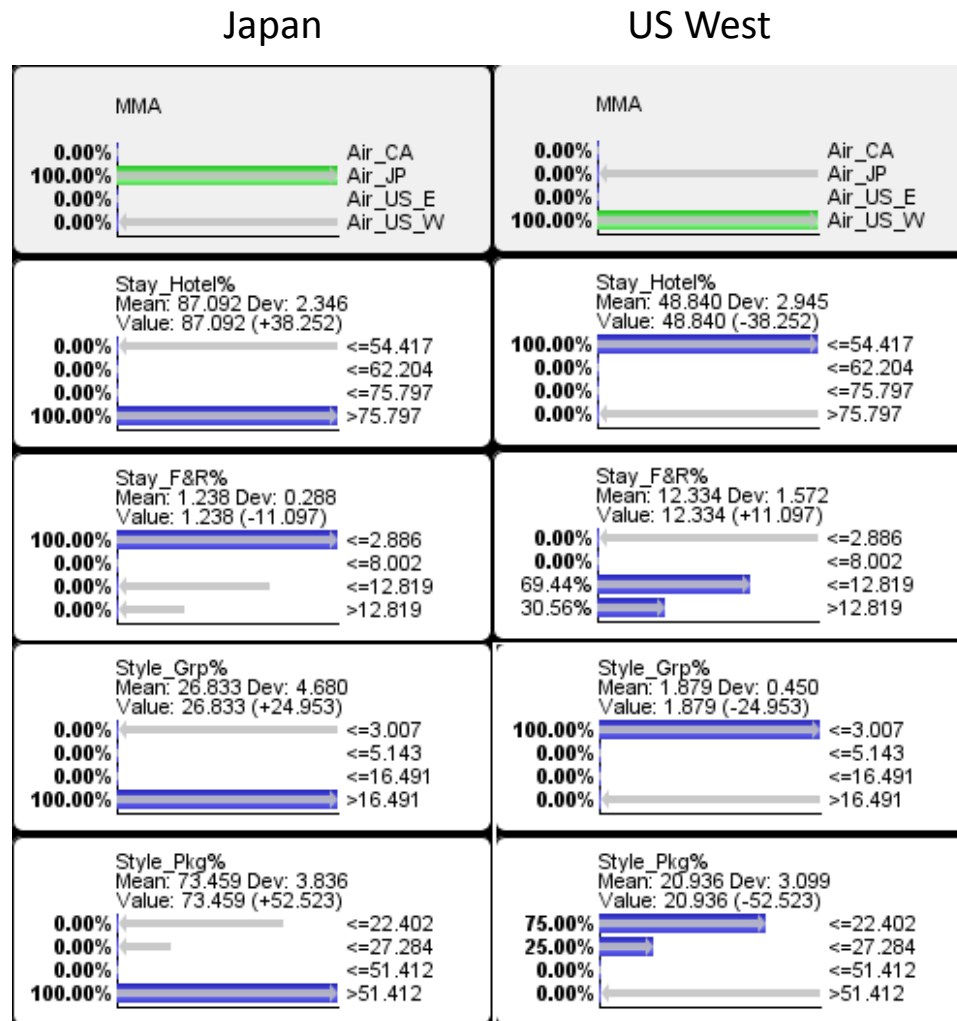 Japan
US West
MMA
0.00% Air_CA
100.00% Air_JP
0.00% Air_US_E
0.00% Air_US_W
MMA
0.00% Air_CA
0.00% Air_JP
0.00% Air_US_E
100.00% Air_US_W
Stay_Hotel%
Mean: 87.092 Dev: 2.346
Value: 87.092 (+38.252)
0.00% <=54.417
0.00% <=62.204
0.00% <=75.797
100.00% >75.797
Stay_Hotel%
Mean: 48.840 Dev: 2.945
Value: 48.840 (-38.252)
100.00% <=54.417
0.00% <=62.204
0.00% <=75.797
0.00% >75.797
Stay_F&R%
Mean: 1.238 Dev: 0.288
Value: 1.238 (-11.097)
100.00% <=2.886
0.00% <=8.002
0.00% <=12.819
0.00% >12.819
Stay_F&R%
Mean: 12.334 Dev: 1.572
Value: 12.334 (+11.097)
0.00% <=2.886
0.00% <=8.002
69.44% <=12.819
30.56% >12.819
Style_Grp%
Mean: 26.833 Dev: 4.680
Value: 26.833 (+24.953)
0.00% <=3.007
0.00% <=5.143
0.00% <=16.491
100.00% >16.491
Style_Grp%
Mean: 1.879 Dev: 0.450
Value: 1.879 (-24.953)
100.00% <=3.007
0.00% <=5.143
0.00% <=16.491
0.00% >16.491
Style_Pkg%
Mean: 73.459 Dev: 3.836
Value: 73.459 (+52.523)
0.00% <=22.402
0.00% <=27.284
0.00% <=51.412
100.00% >51.412
Style_Pkg%
Mean: 20.936 Dev: 3.099
Value: 20.936 (-52.523)
75.00% <=22.402
25.00% <=27.284
0.00% <=51.412
0.00% >51.412